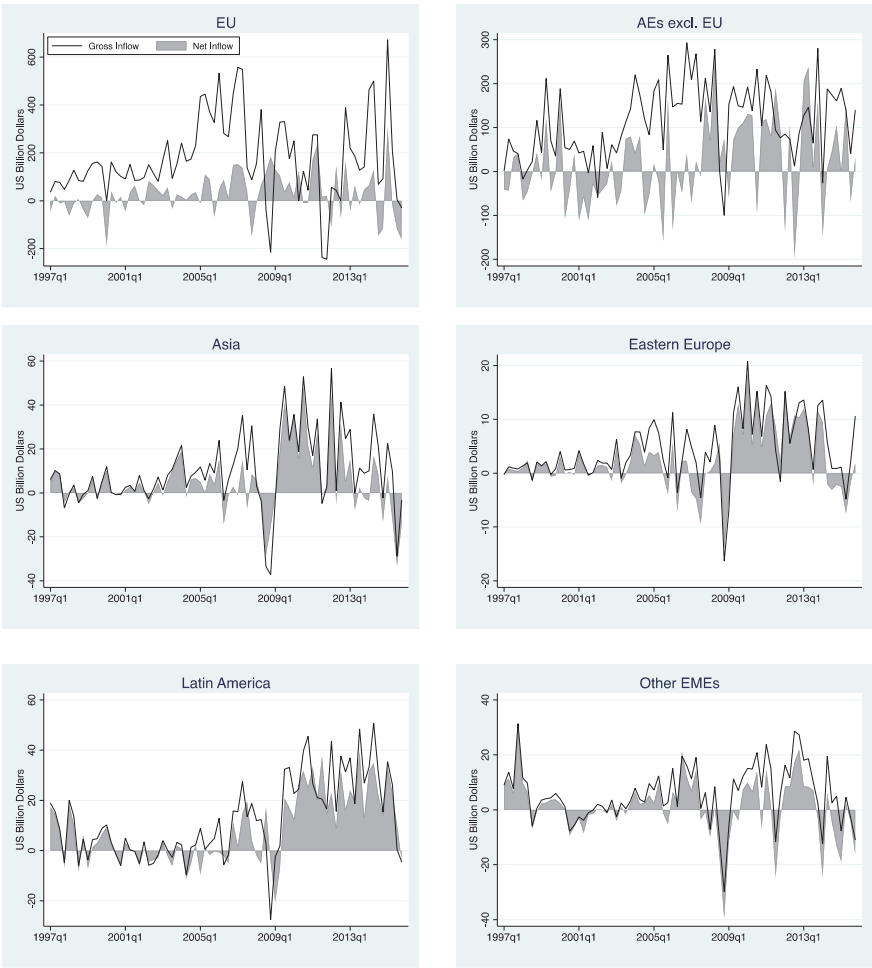 EU
Gross Inflow
Net Inflow
US Billion Dollars
600
400
200
0
-200
1997q1
2001q1
2005q1
2009q1
2013q1
AEs excl. EU
US Billion Dollars
300
200
100
0
-100
-200
1997q1
2001q1
2005q1
2009q1
2013q1
Asia
US Billion Dollars
60
40
20
0
-20
-40
1997q1
2001q1
2005q1
2009q1
2013q1
Eastern Europe
US Billion Dollars
20
10
0
-10
-20
1997q1
2001q1
2005q1
2009q1
2013q1
Latin America
US Billion Dollars
60
40
20
0
-20
1997q1
2001q1
2005q1
2009q1
2013q1
Other EMEs
US Billion Dollars
40
20
0
-20
-40
1997q1
2001q1
2005q1
2009q1
2013q1